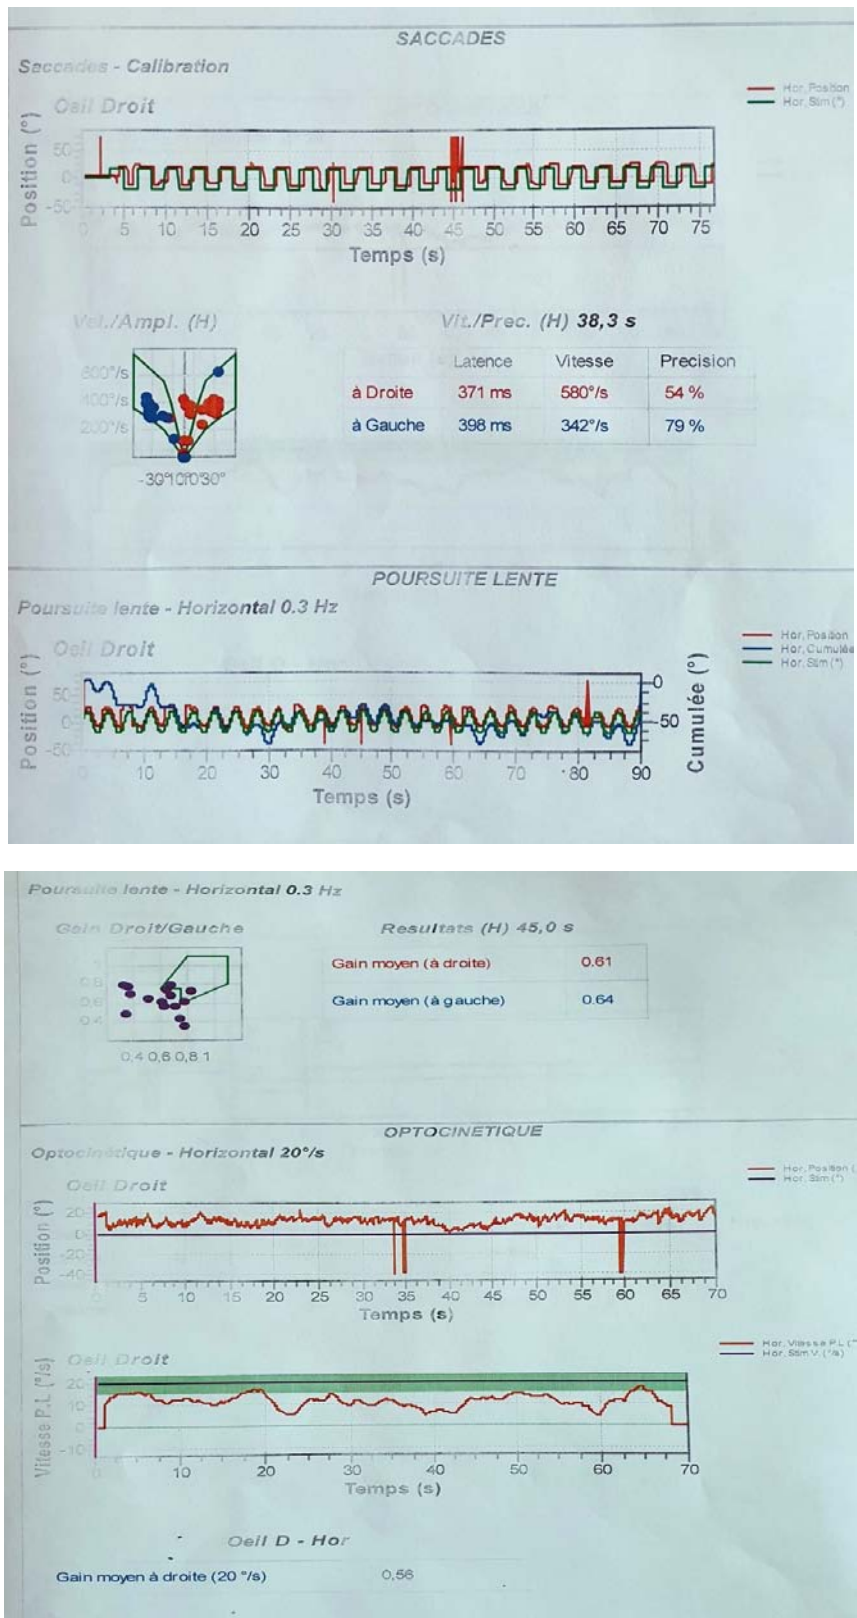 SACCADES
Saccades - Calibration
Oeil Droit
Hor, Position
Hor, Stim (°)
Position (°)
50
0
-50
0 5 10 15 20 25 30 35 40 45 50 55 60 65 70 75
Temps (s)
Vel./Ampl. (H)
600°/s
400°/s
200°/s
Vit./Prec. (H) 38,3 s
Latence Vitesse Precision
à Droite 371 ms 580°/s 54 %
à Gauche 398 ms 342°/s 79 %
POURSUITE LENTE
Poursuite lente - Horizontal 0.3 Hz
Oeil Droit
Hor, Position
Hor, Cumulée
Hor, Stim (°)
Position (°)
50
0
-50
0
-50
Cumulée (°)
0 10 20 30 40 50 60 70 80 90
Temps (s)
Poursuite lente - Horizontal 0.3 Hz
Gain Droit/Gauche
1
0.8
0.6
0.4
0,4 0,6 0,8 1
Resultats (H) 45,0 s
Gain moyen (à droite) 0.61
Gain moyen (à gauche) 0.64
OPTOCINETIQUE
Optocinétique - Horizontal 20°/s
Oeil Droit
Hor, Position (
Hor, Stim (°)
Position (°)
20
0
-20
-40
0 5 10 15 20 25 30 35 40 45 50 55 60 65 70
Temps (s)
Oeil Droit
Hor, Vitesse P.L (°
Hor, Stim V. (°/s)
Vitesse P.L (°/s)
20
10
0
-10
0 10 20 30 40 50 60 70
Temps (s)
Oeil D - Hor
Gain moyen à droite (20 °/s) 0,56